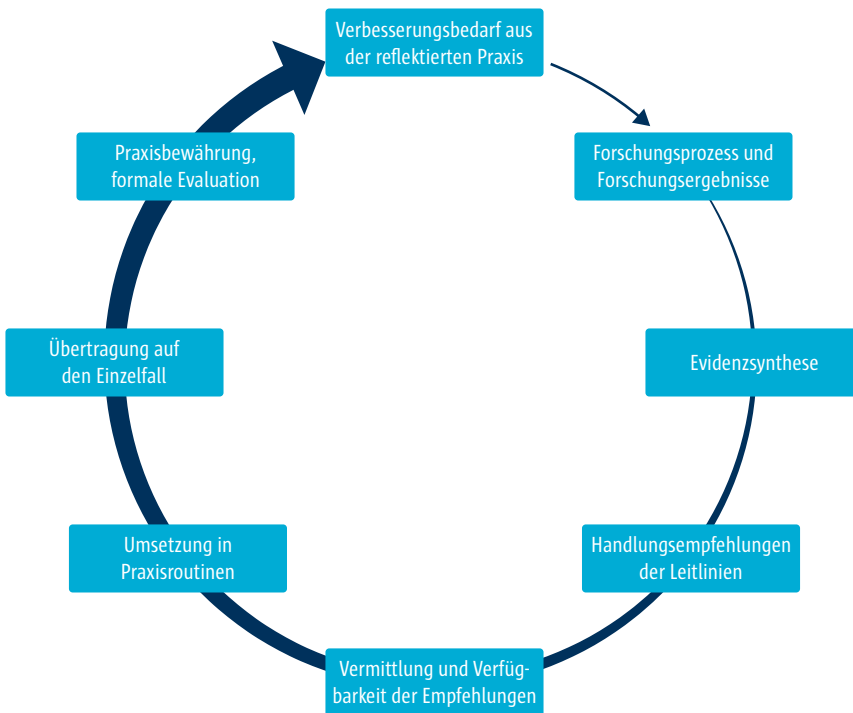 Verbesserungsbedarf aus
der reflektierten Praxis
Forschungsprozess und
Forschungsergebnisse
Evidenzsynthese
Handlungsempfehlungen
der Leitlinien
Vermittlung und Verfüg-
barkeit der Empfehlungen
Umsetzung in
Praxisroutinen
Übertragung auf
den Einzelfall
Praxisbewährung,
formale Evaluation